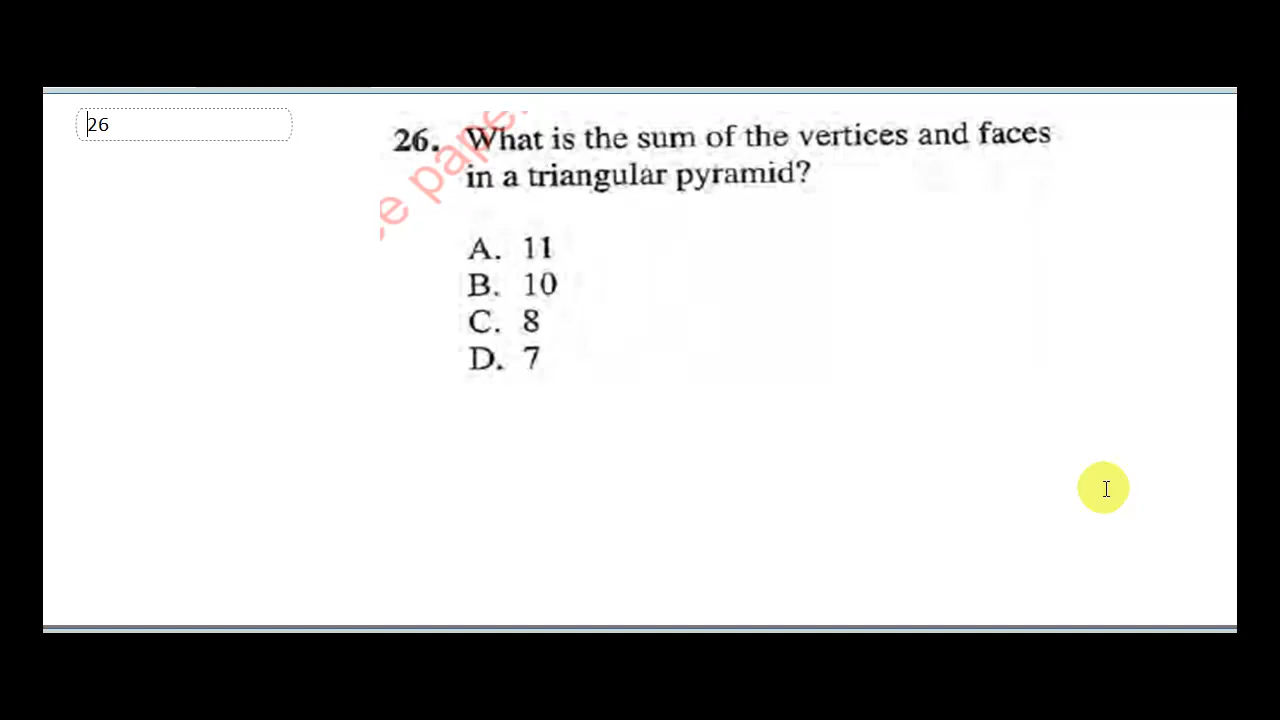 26
26. What is the sum of the vertices and faces
in a triangular pyramid?
A. 11
B. 10
C. 8
D. 7